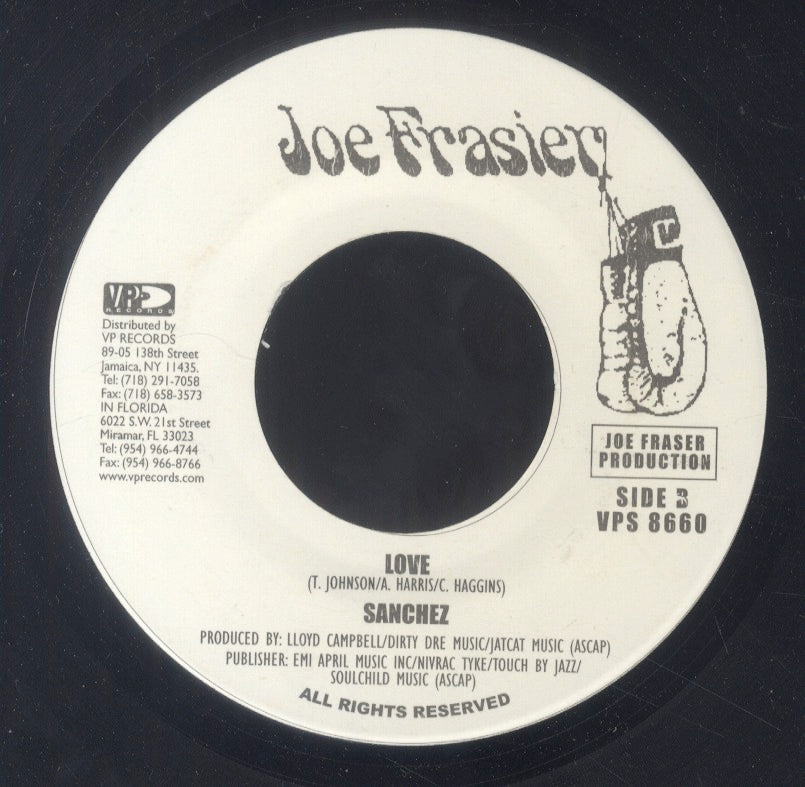 Joe Frasier
VP
RECORDS
Distributed by
VP RECORDS
89-05 138th Street
Jamaica, NY 11435.
Tel: (718) 291-7058
Fax: (718) 658-3573
IN FLORIDA
6022 S.W. 21st Street
Miramar, FL 33023
Tel: (954) 966-4744
Fax: (954) 966-8766
www.vprecords.com
JOE FRASER
PRODUCTION
SIDE B
VPS 8660
LOVE
(T. JOHNSON/A. HARRIS/C. HAGGINS)
SANCHEZ
PRODUCED BY: LLOYD CAMPBELL/DIRTY DRE MUSIC/JATCAT MUSIC (ASCAP)
PUBLISHER: EMI APRIL MUSIC INC/NIVRAC TYKE/TOUCH BY JAZZ/
SOULCHILD MUSIC (ASCAP)
ALL RIGHTS RESERVED